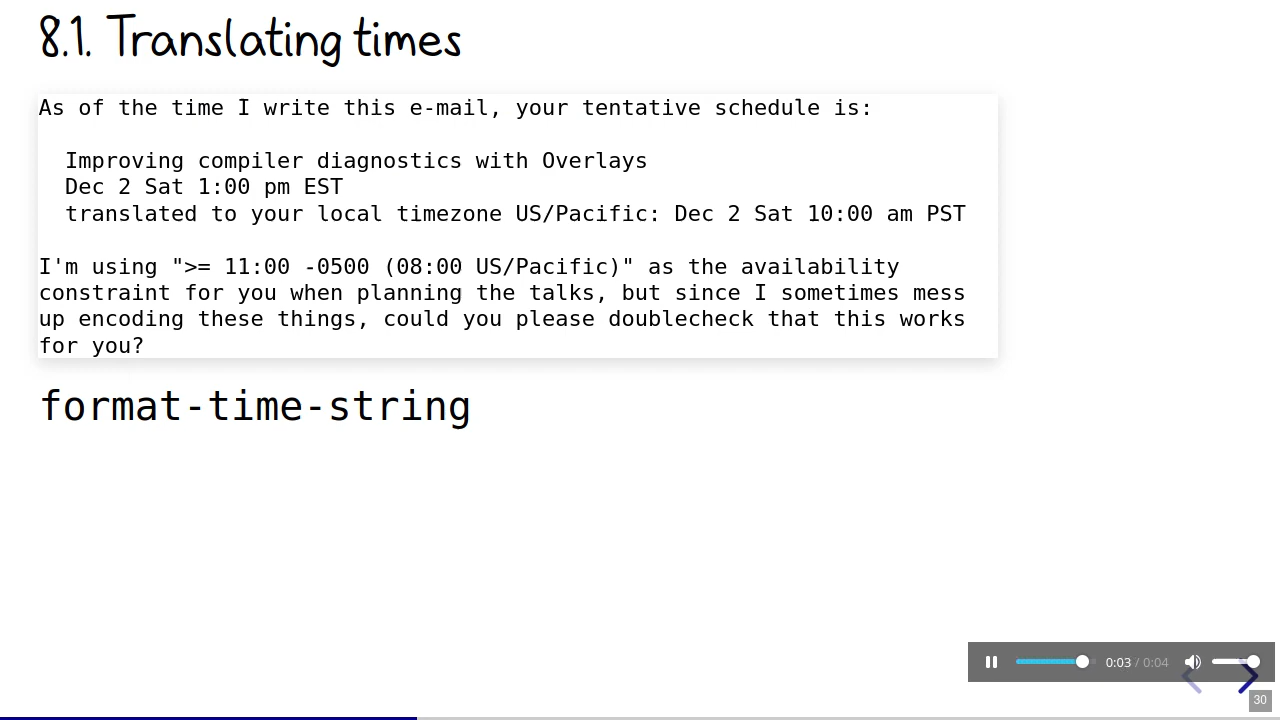 8.1. Translating times
As of the time I write this e-mail, your tentative schedule is:
Improving compiler diagnostics with Overlays
Dec 2 Sat 1:00 pm EST
translated to your local timezone US/Pacific: Dec 2 Sat 10:00 am PST
I'm using ">= 11:00 -0500 (08:00 US/Pacific)" as the availability
constraint for you when planning the talks, but since I sometimes mess
up encoding these things, could you please doublecheck that this works
for you?
format-time-string
0:03 / 0:04
30